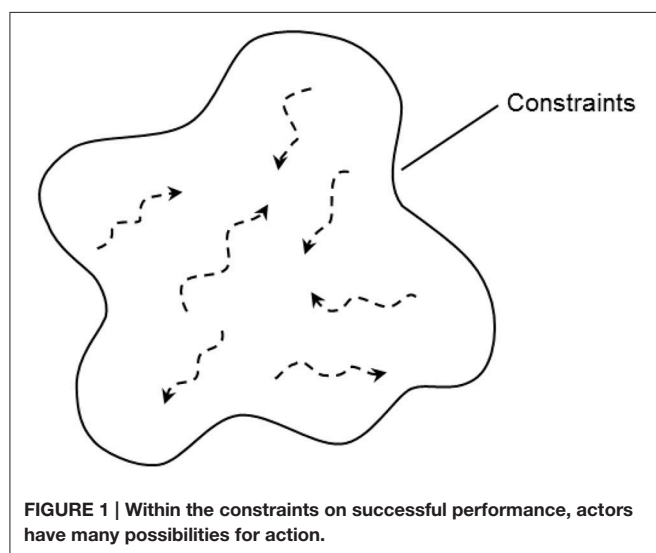 Constraints
FIGURE 1 | Within the constraints on successful performance, actors
have many possibilities for action.